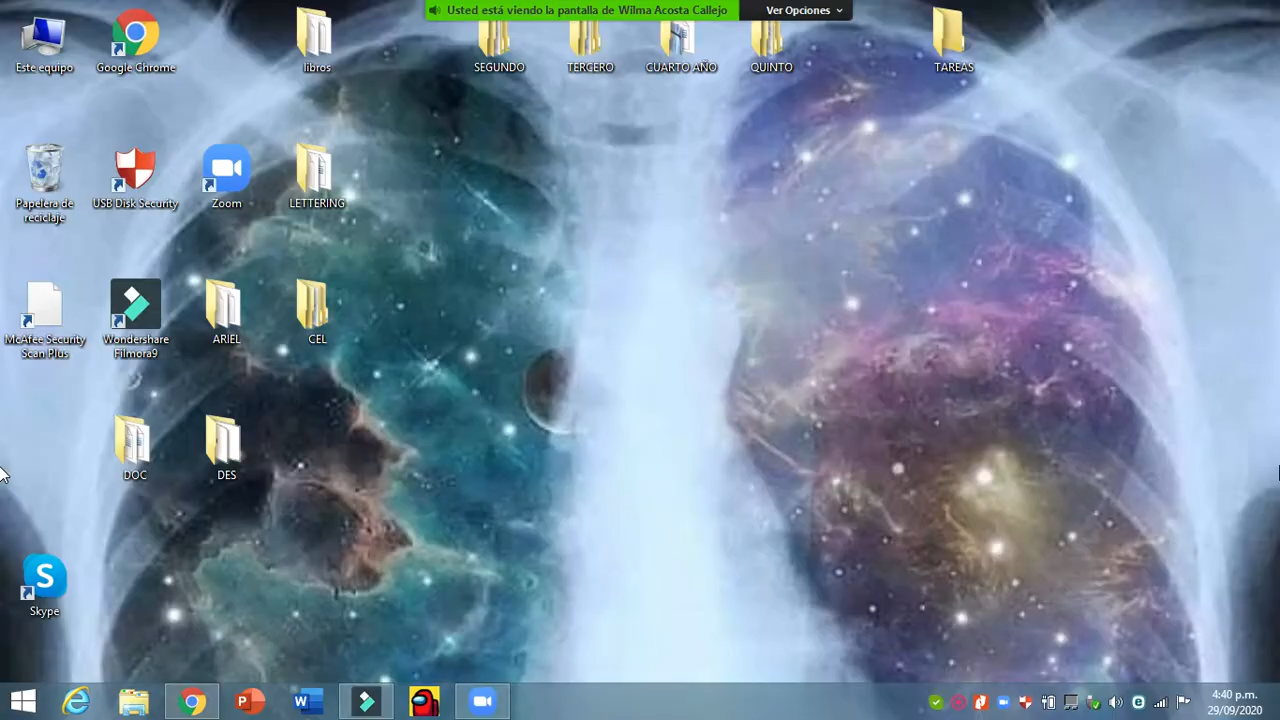 Usted está viendo la pantalla de Wilma Acosta Callejo
Ver Opciones
Este equipo
Google Chrome
libros
SEGUNDO
TERCERO
CUARTO AÑO
QUINTO
TAREAS
Papelera de
reciclaje
USB Disk Security
Zoom
LETTERING
McAfee Security
Scan Plus
Wondershare
Filmora9
ARIEL
CEL
DOC
DES
Skype
4:40 p.m.
29/09/2020